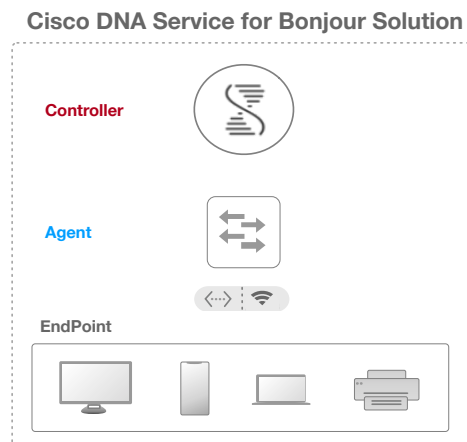 Cisco DNA Service for Bonjour Solution
Controller
Agent
EndPoint